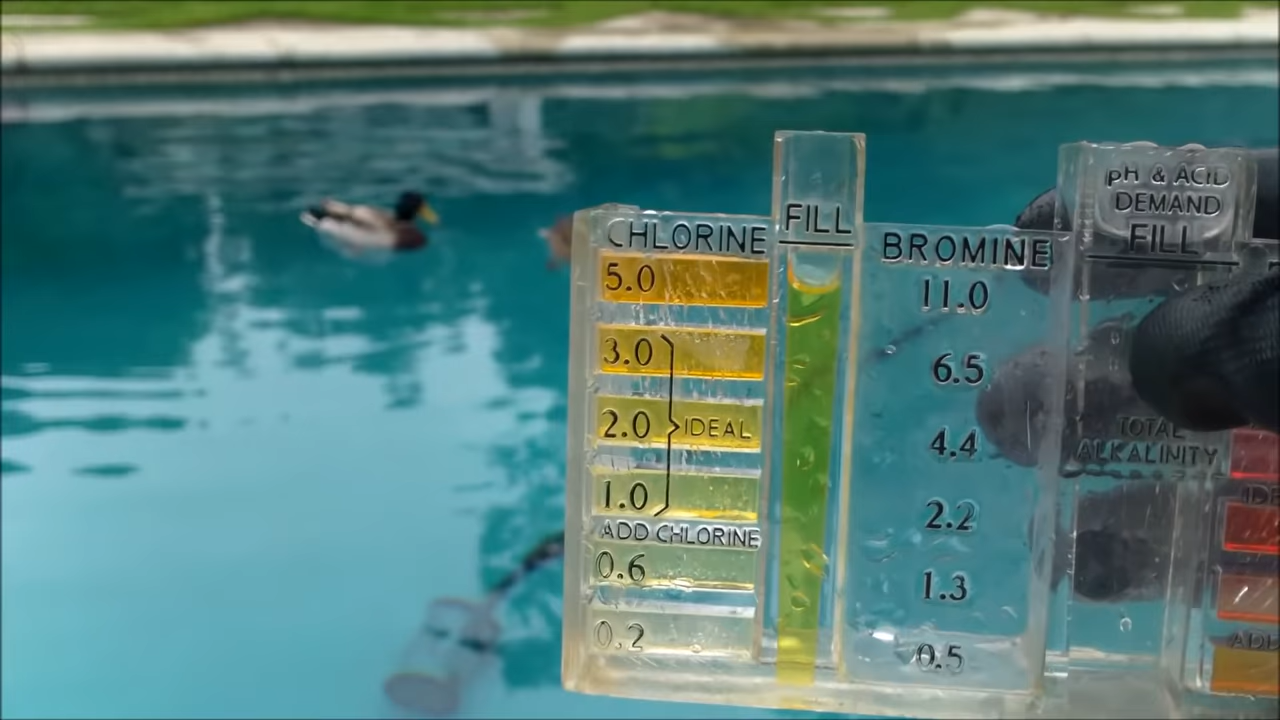 CHLORINE
5.0
3.0
2.0
IDEAL
1.0
ADD CHLORINE
0.6
0.2
FILL
BROMINE
11.0
6.5
4.4
2.2
1.3
0.5
pH & ACID
DEMAND
FILL
TOTAL
ALKALINITY